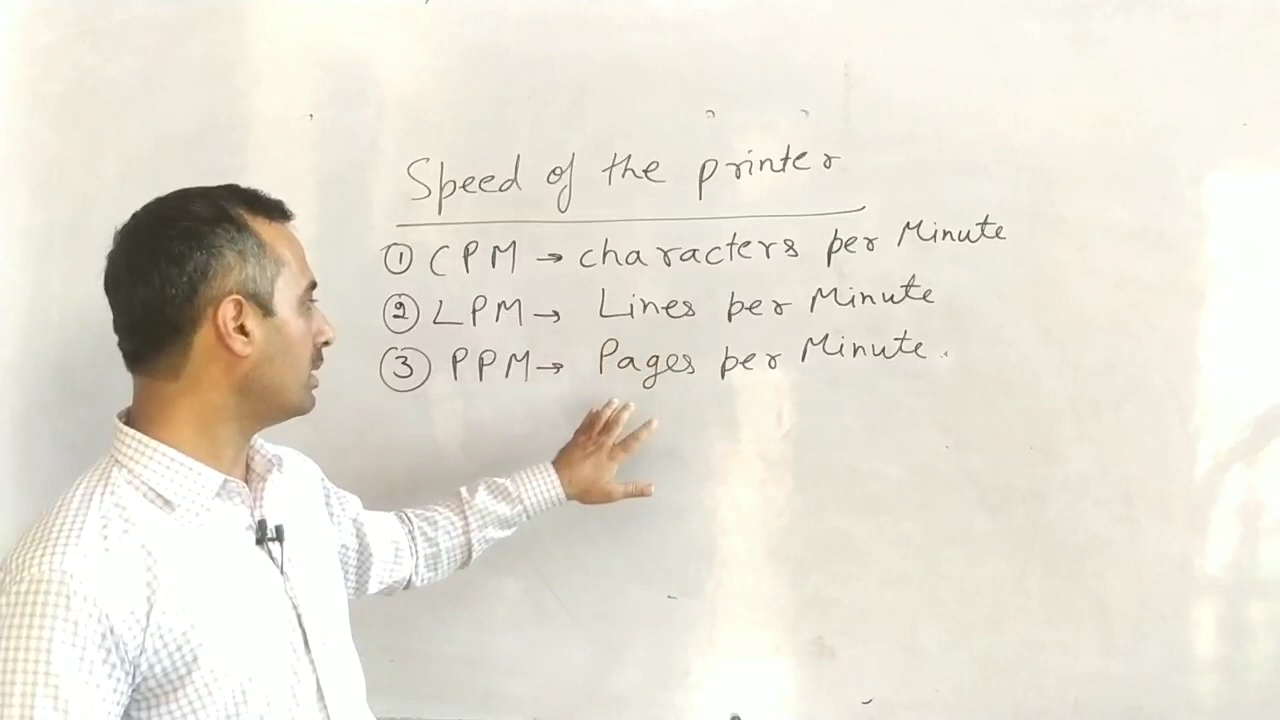 Speed of the printer
① CPM → characters per Minute
② LPM → Lines per Minute
③ PPM → Pages per Minute.